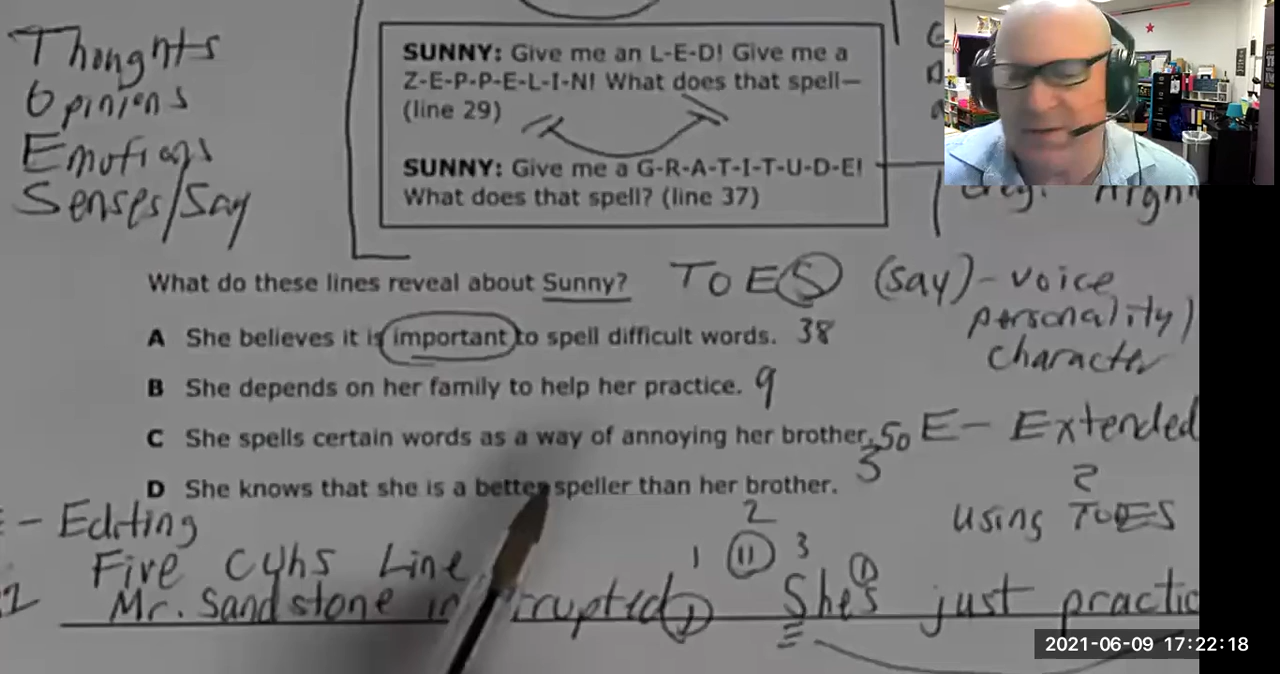 Thoughts
Opinions
Emotions
Senses/Say
SUNNY: Give me an L-E-D! Give me a
Z-E-P-P-E-L-I-N! What does that spell—
(line 29)
SUNNY: Give me a G-R-A-T-I-T-U-D-E!
What does that spell? (line 37)
What do these lines reveal about Sunny?
TOES (say)-voice
personality)
character
A She believes it is important to spell difficult words. 38
B She depends on her family to help her practice. 9
C She spells certain words as a way of annoying her brother. 50
D She knows that she is a better speller than her brother. 3
E- Extended
2
using TOES
- Editing
Five Cuhs Line
1 2 11 3 1
Mr. Sandstone She's just practic
2021-06-09 17:22:18